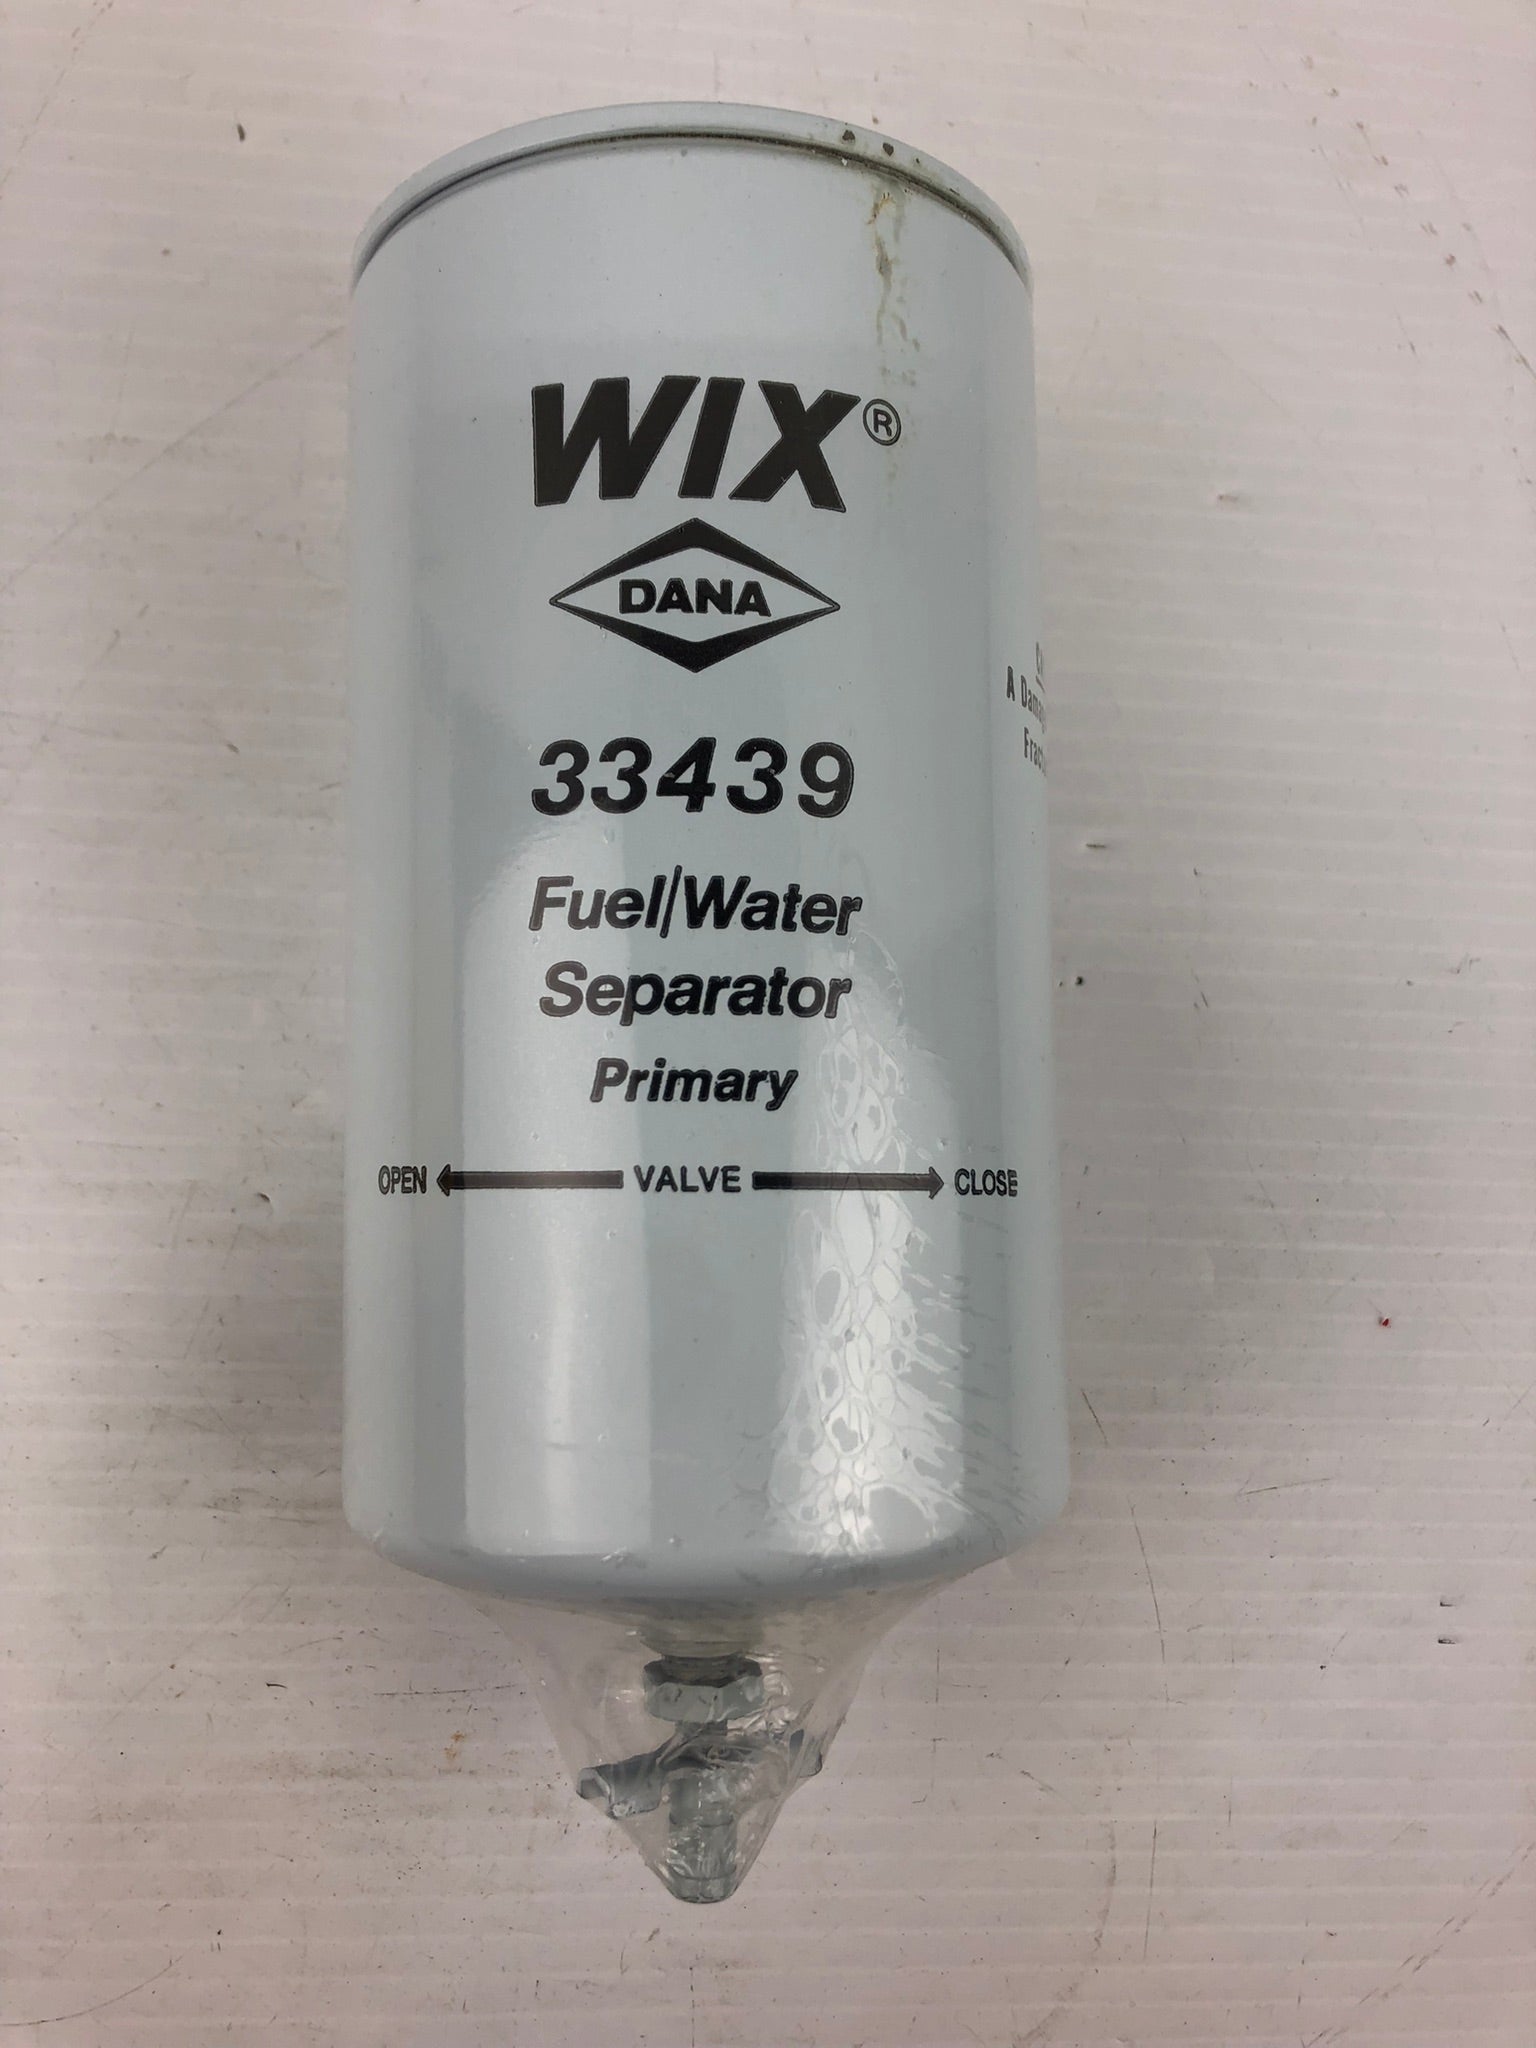 WIX®
DANA
33439
Fuel/Water
Separator
Primary
OPEN VALVE CLOSE
A